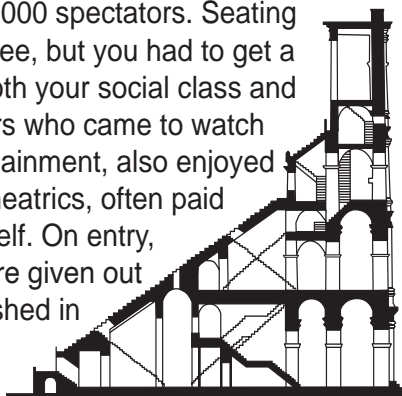 000 spectators. Seating
ee, but you had to get a
oth your social class and
rs who came to watch
ainment, also enjoyed
neatrics, often paid
elf. On entry,
re given out
shed in